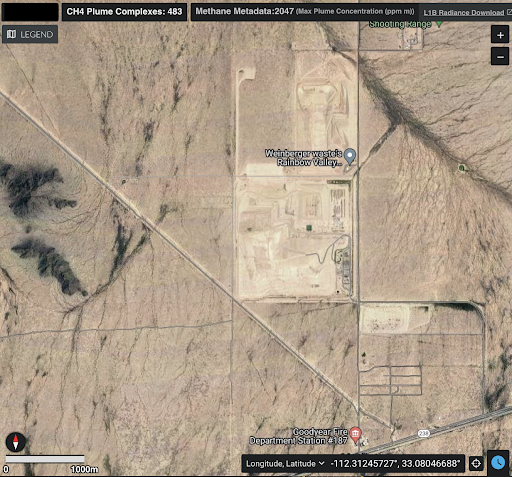 CH4 Plume Complexes: 483
Methane Metadata:2047 (Max Plume Concentration (ppm m))
L1B Radiance Download
LEGEND
Shooting Range
+
−
Weinberger waste's
Rainbow Valley...
Goodyear Fire
Department Station #187
238
0 1000m
Longitude, Latitude
-112.31245727°, 33.08046688°